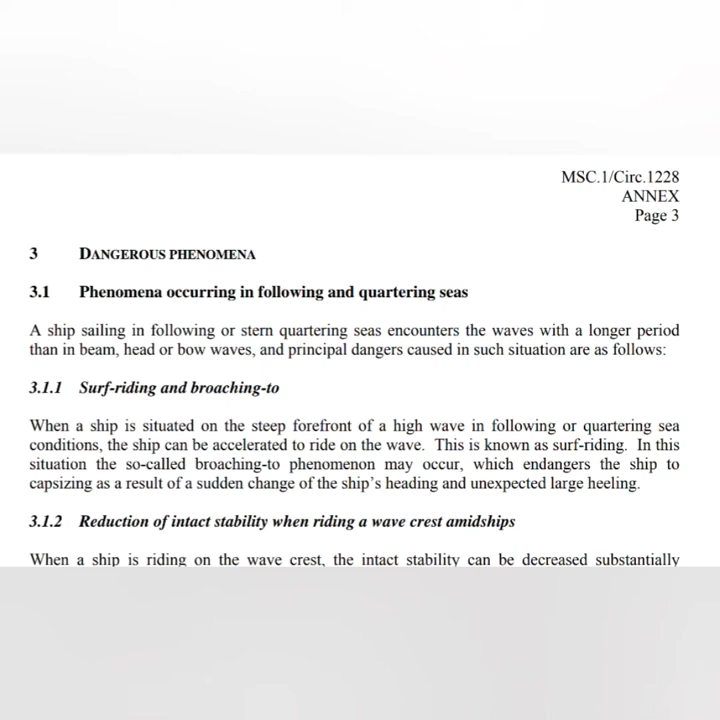 MSC.1/Circ.1228
ANNEX
Page 3
3 DANGEROUS PHENOMENA
3.1 Phenomena occurring in following and quartering seas
A ship sailing in following or stern quartering seas encounters the waves with a longer period
than in beam, head or bow waves, and principal dangers caused in such situation are as follows:
3.1.1 Surf-riding and broaching-to
When a ship is situated on the steep forefront of a high wave in following or quartering sea
conditions, the ship can be accelerated to ride on the wave. This is known as surf-riding. In this
situation the so-called broaching-to phenomenon may occur, which endangers the ship to
capsizing as a result of a sudden change of the ship's heading and unexpected large heeling.
3.1.2 Reduction of intact stability when riding a wave crest amidships
When a ship is riding on the wave crest, the intact stability can be decreased substantially